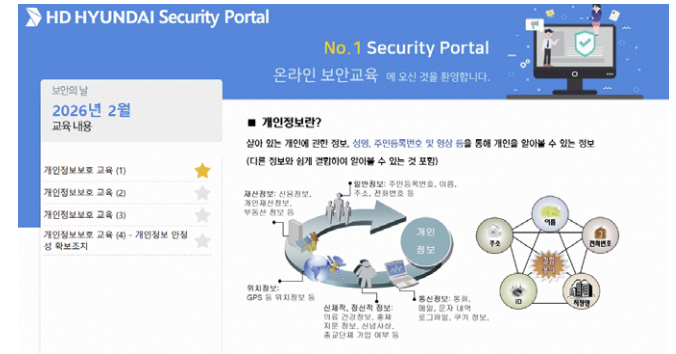 HD HYUNDAI Security Portal
No.1 Security Portal
온라인 보안교육 에 오신 것을 환영합니다.
보안의 날
2026년 2월
교육 내용
개인정보보호 교육 (1)
개인정보보호 교육 (2)
개인정보보호 교육 (3)
개인정보보호 교육 (4) - 개인정보 안정
성 확보조치
■ 개인정보란?
살아 있는 개인에 관한 정보, 성명, 주민등록번호 및 영상 등을 통해 개인을 알아볼 수 있는 정보
(다른 정보와 쉽게 결합하여 알아볼 수 있는 것 포함)
일반정보: 주민등록번호, 이름,
주소, 전화번호 등
재산정보: 신용정보,
개인재산정보,
부동산 정보 등
개인
정보
위치정보:
GPS 등 위치정보 등
신체적, 정신적 정보:
의료 건강정보, 홍채
지문 정보, 신념사상,
종교단체 가입 여부 등
통신정보: 통화,
메일, 문자 내역
로그파일, 쿠키 정보,
이름
주소
전화번호
ID
직장명